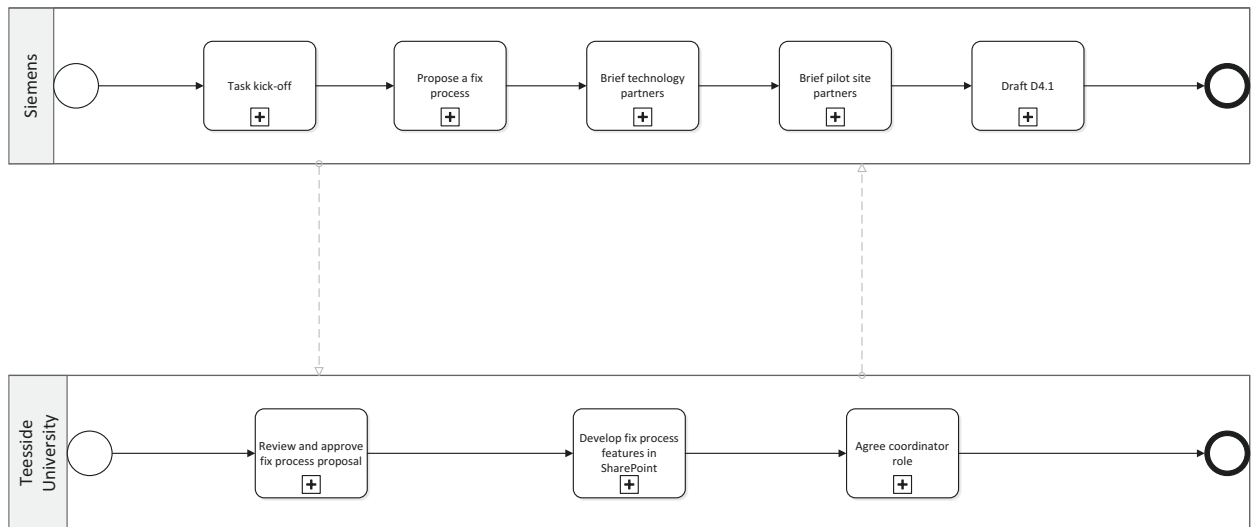 Siemens
Task kick-off
Propose a fix
process
Brief technology
partners
Brief pilot site
partners
Draft D4.1
Teesside
University
Review and approve
fix process proposal
Develop fix process
features in
SharePoint
Agree coordinator
role